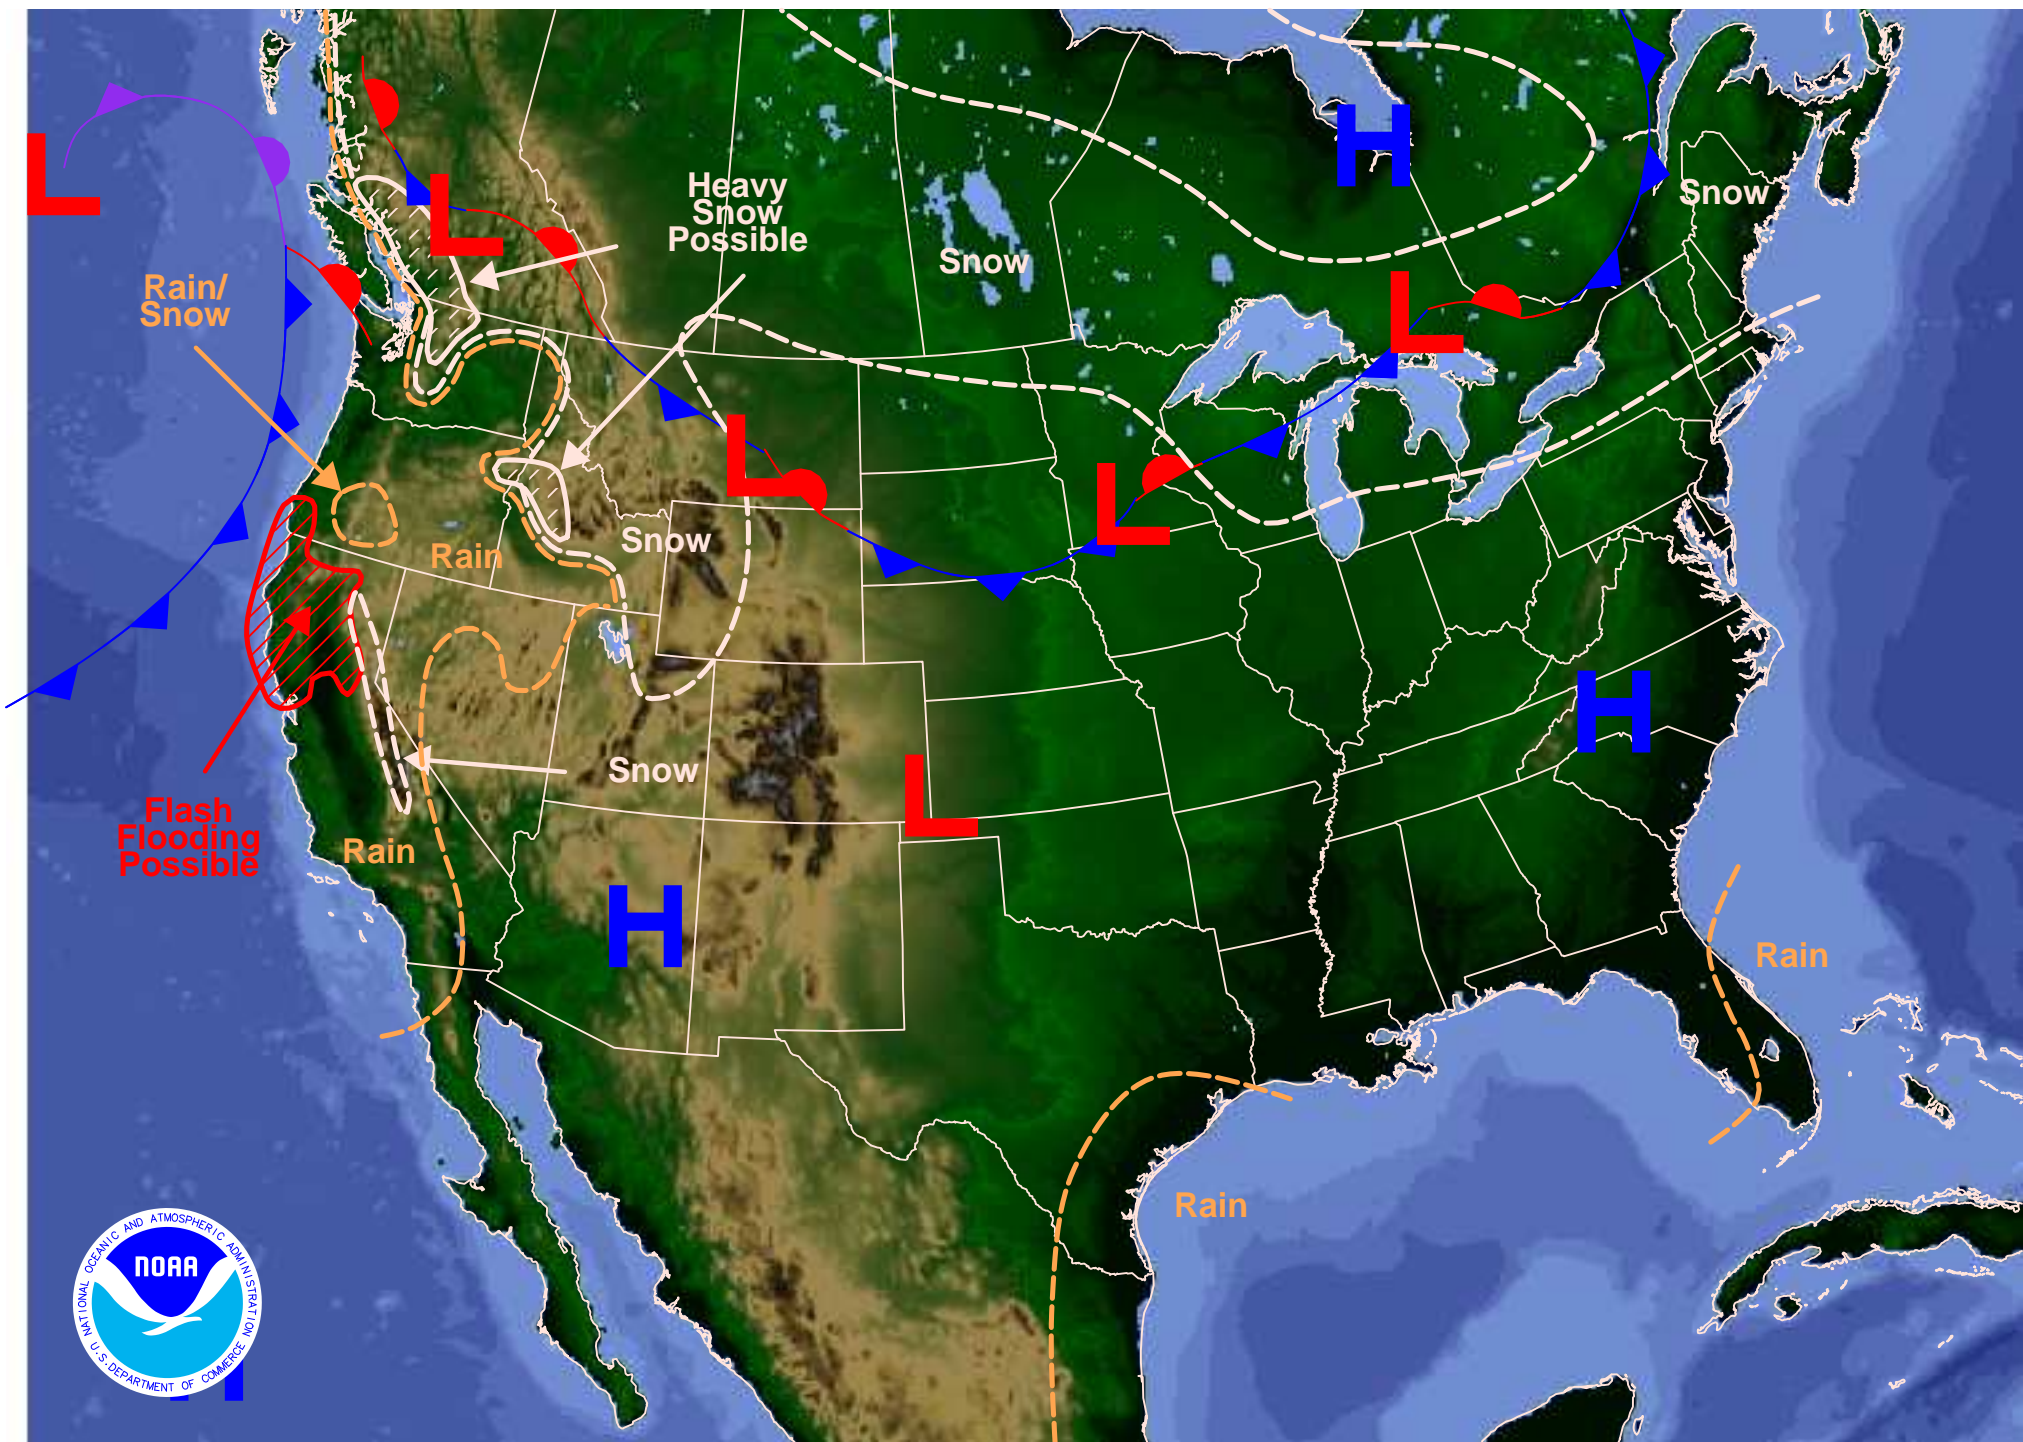 H
Snow
L
L
Heavy
Snow
Possible
Snow
Rain/
Snow
L
L
L
Snow
Rain
H
L
Snow
Flash
Flooding
Possible
Rain
H
Rain
Rain
NATIONAL OCEANIC AND ATMOSPHERIC ADMINISTRATION
NOAA
U.S. DEPARTMENT OF COMMERCE
H